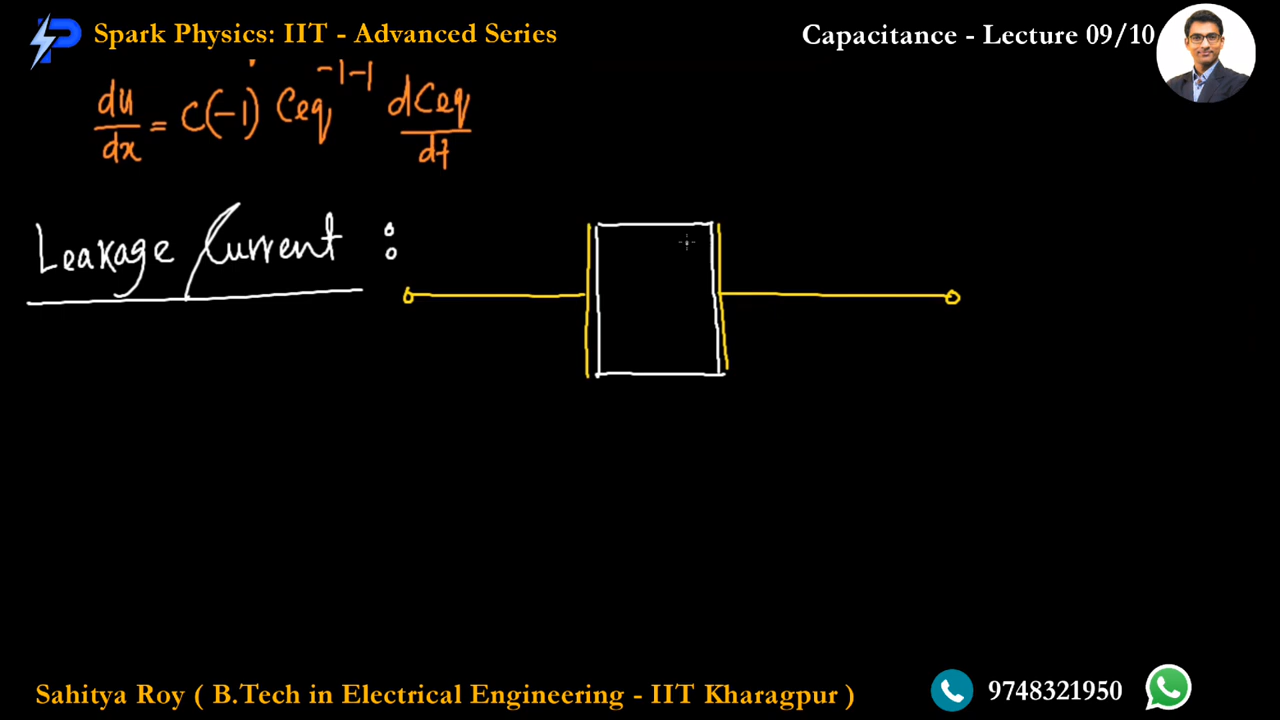 Spark Physics: IIT - Advanced Series
Capacitance - Lecture 09/10
du/dx = C(-1) Ceq^-1-1 dCeq/dt
Leakage Current :
Sahitya Roy ( B.Tech in Electrical Engineering - IIT Kharagpur )
9748321950